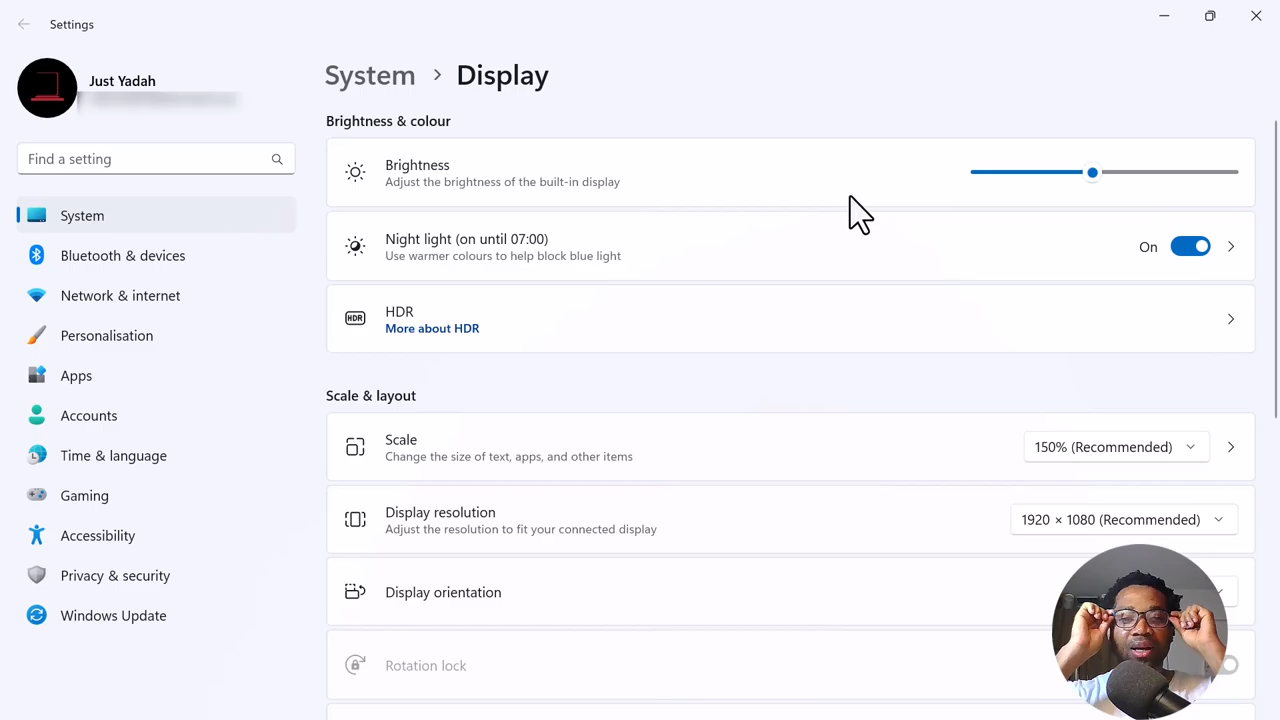 Settings
Just Yadah
Find a setting
System
Bluetooth & devices
Network & internet
Personalisation
Apps
Accounts
Time & language
Gaming
Accessibility
Privacy & security
Windows Update
System > Display
Brightness & colour
Brightness
Adjust the brightness of the built-in display
Night light (on until 07:00)
Use warmer colours to help block blue light
On
HDR
HDR
More about HDR
Scale & layout
Scale
Change the size of text, apps, and other items
150% (Recommended)
Display resolution
Adjust the resolution to fit your connected display
1920 × 1080 (Recommended)
Display orientation
Rotation lock